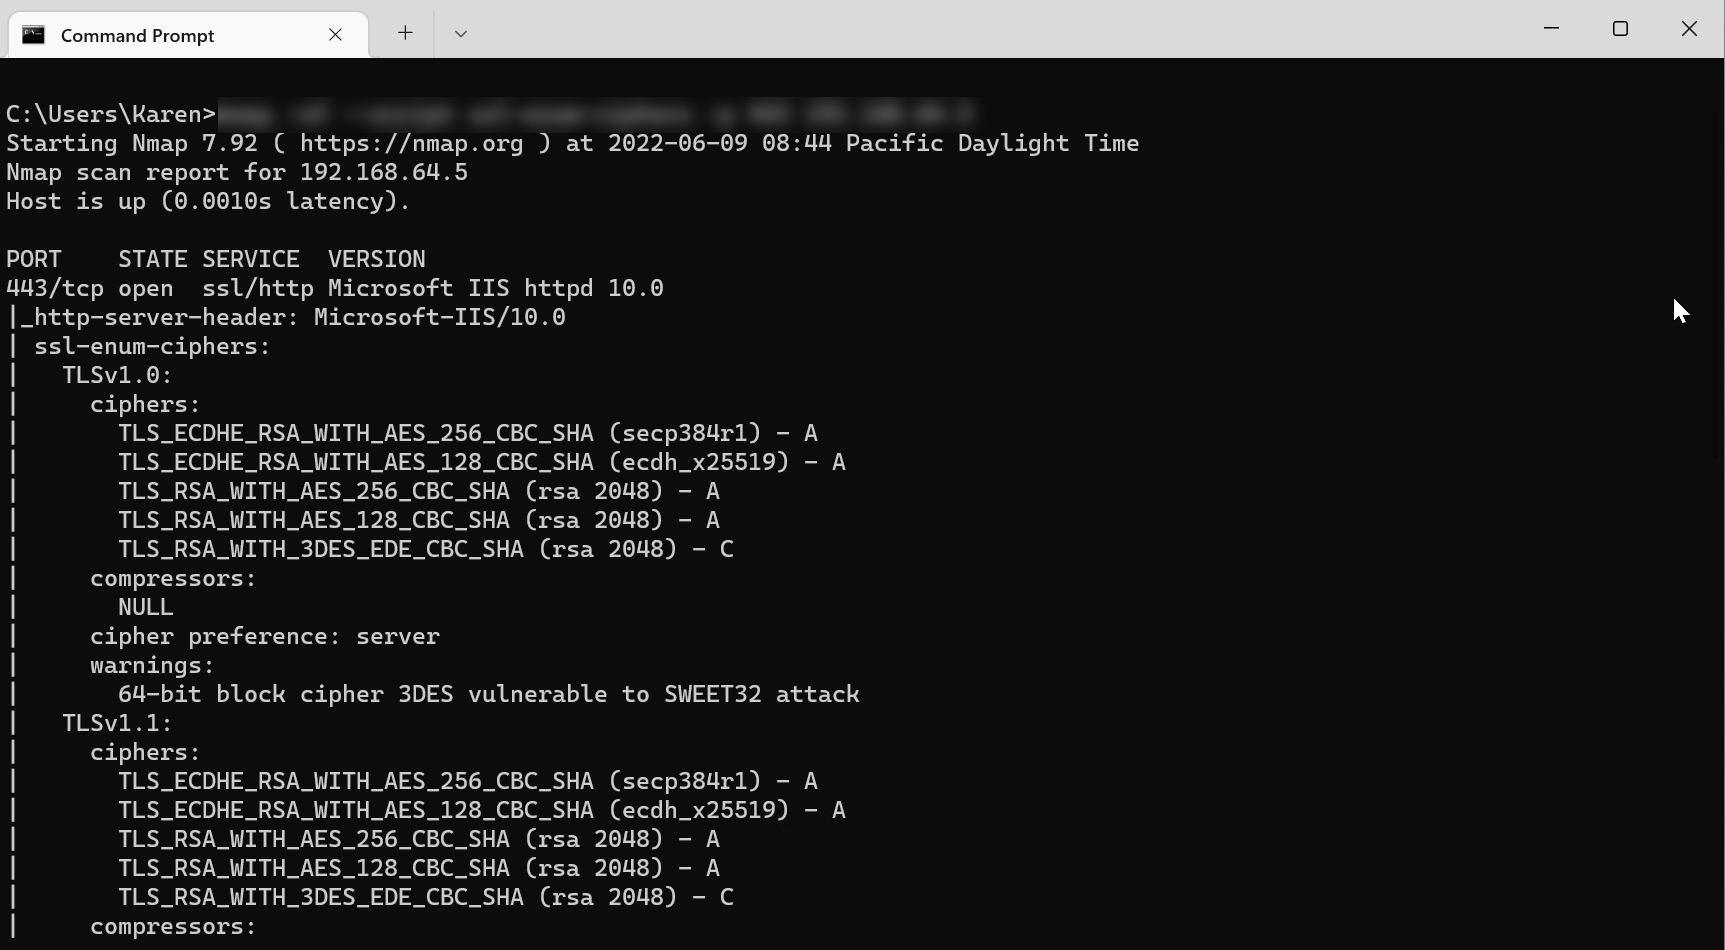 Command Prompt
C:\Users\Karen>
Starting Nmap 7.92 ( https://nmap.org ) at 2022-06-09 08:44 Pacific Daylight Time
Nmap scan report for 192.168.64.5
Host is up (0.0010s latency).
PORT    STATE SERVICE  VERSION
443/tcp open  ssl/http Microsoft IIS httpd 10.0
|_http-server-header: Microsoft-IIS/10.0
| ssl-enum-ciphers:
|   TLSv1.0:
|     ciphers:
|       TLS_ECDHE_RSA_WITH_AES_256_CBC_SHA (secp384r1) - A
|       TLS_ECDHE_RSA_WITH_AES_128_CBC_SHA (ecdh_x25519) - A
|       TLS_RSA_WITH_AES_256_CBC_SHA (rsa 2048) - A
|       TLS_RSA_WITH_AES_128_CBC_SHA (rsa 2048) - A
|       TLS_RSA_WITH_3DES_EDE_CBC_SHA (rsa 2048) - C
|     compressors:
|       NULL
|     cipher preference: server
|     warnings:
|       64-bit block cipher 3DES vulnerable to SWEET32 attack
|   TLSv1.1:
|     ciphers:
|       TLS_ECDHE_RSA_WITH_AES_256_CBC_SHA (secp384r1) - A
|       TLS_ECDHE_RSA_WITH_AES_128_CBC_SHA (ecdh_x25519) - A
|       TLS_RSA_WITH_AES_256_CBC_SHA (rsa 2048) - A
|       TLS_RSA_WITH_AES_128_CBC_SHA (rsa 2048) - A
|       TLS_RSA_WITH_3DES_EDE_CBC_SHA (rsa 2048) - C
|     compressors: